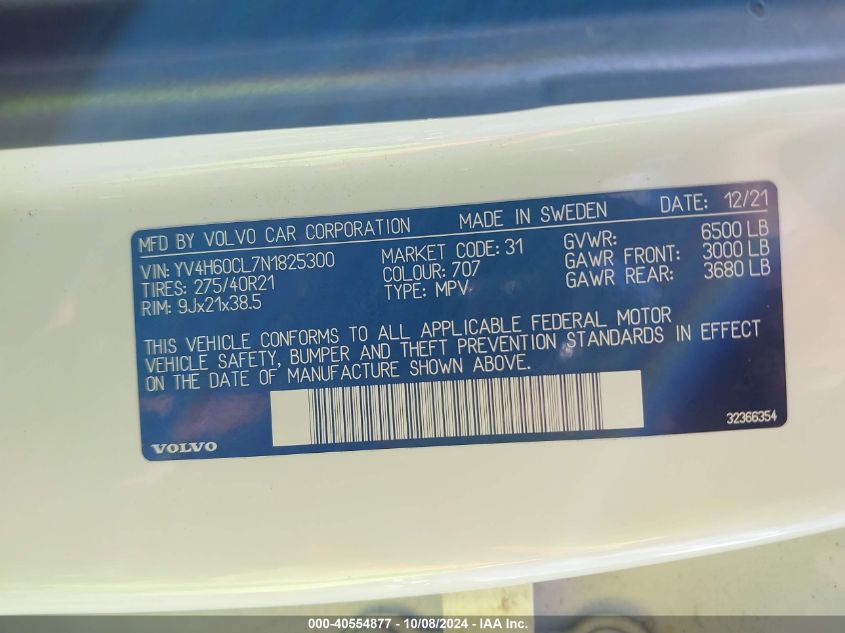 MFD BY VOLVO CAR CORPORATION MADE IN SWEDEN DATE: 12/21
VIN: YV4H60CL7N1825300 MARKET CODE: 31 GVWR: 6500 LB
TIRES: 275/40R21 COLOUR: 707 GAWR FRONT: 3000 LB
RIM: 9Jx21x38.5 TYPE: MPV GAWR REAR: 3680 LB
THIS VEHICLE CONFORMS TO ALL APPLICABLE FEDERAL MOTOR
VEHICLE SAFETY, BUMPER AND THEFT PREVENTION STANDARDS IN EFFECT
ON THE DATE OF MANUFACTURE SHOWN ABOVE.
32366354
VOLVO
000-40554877 - 10/08/2024 - IAA Inc.